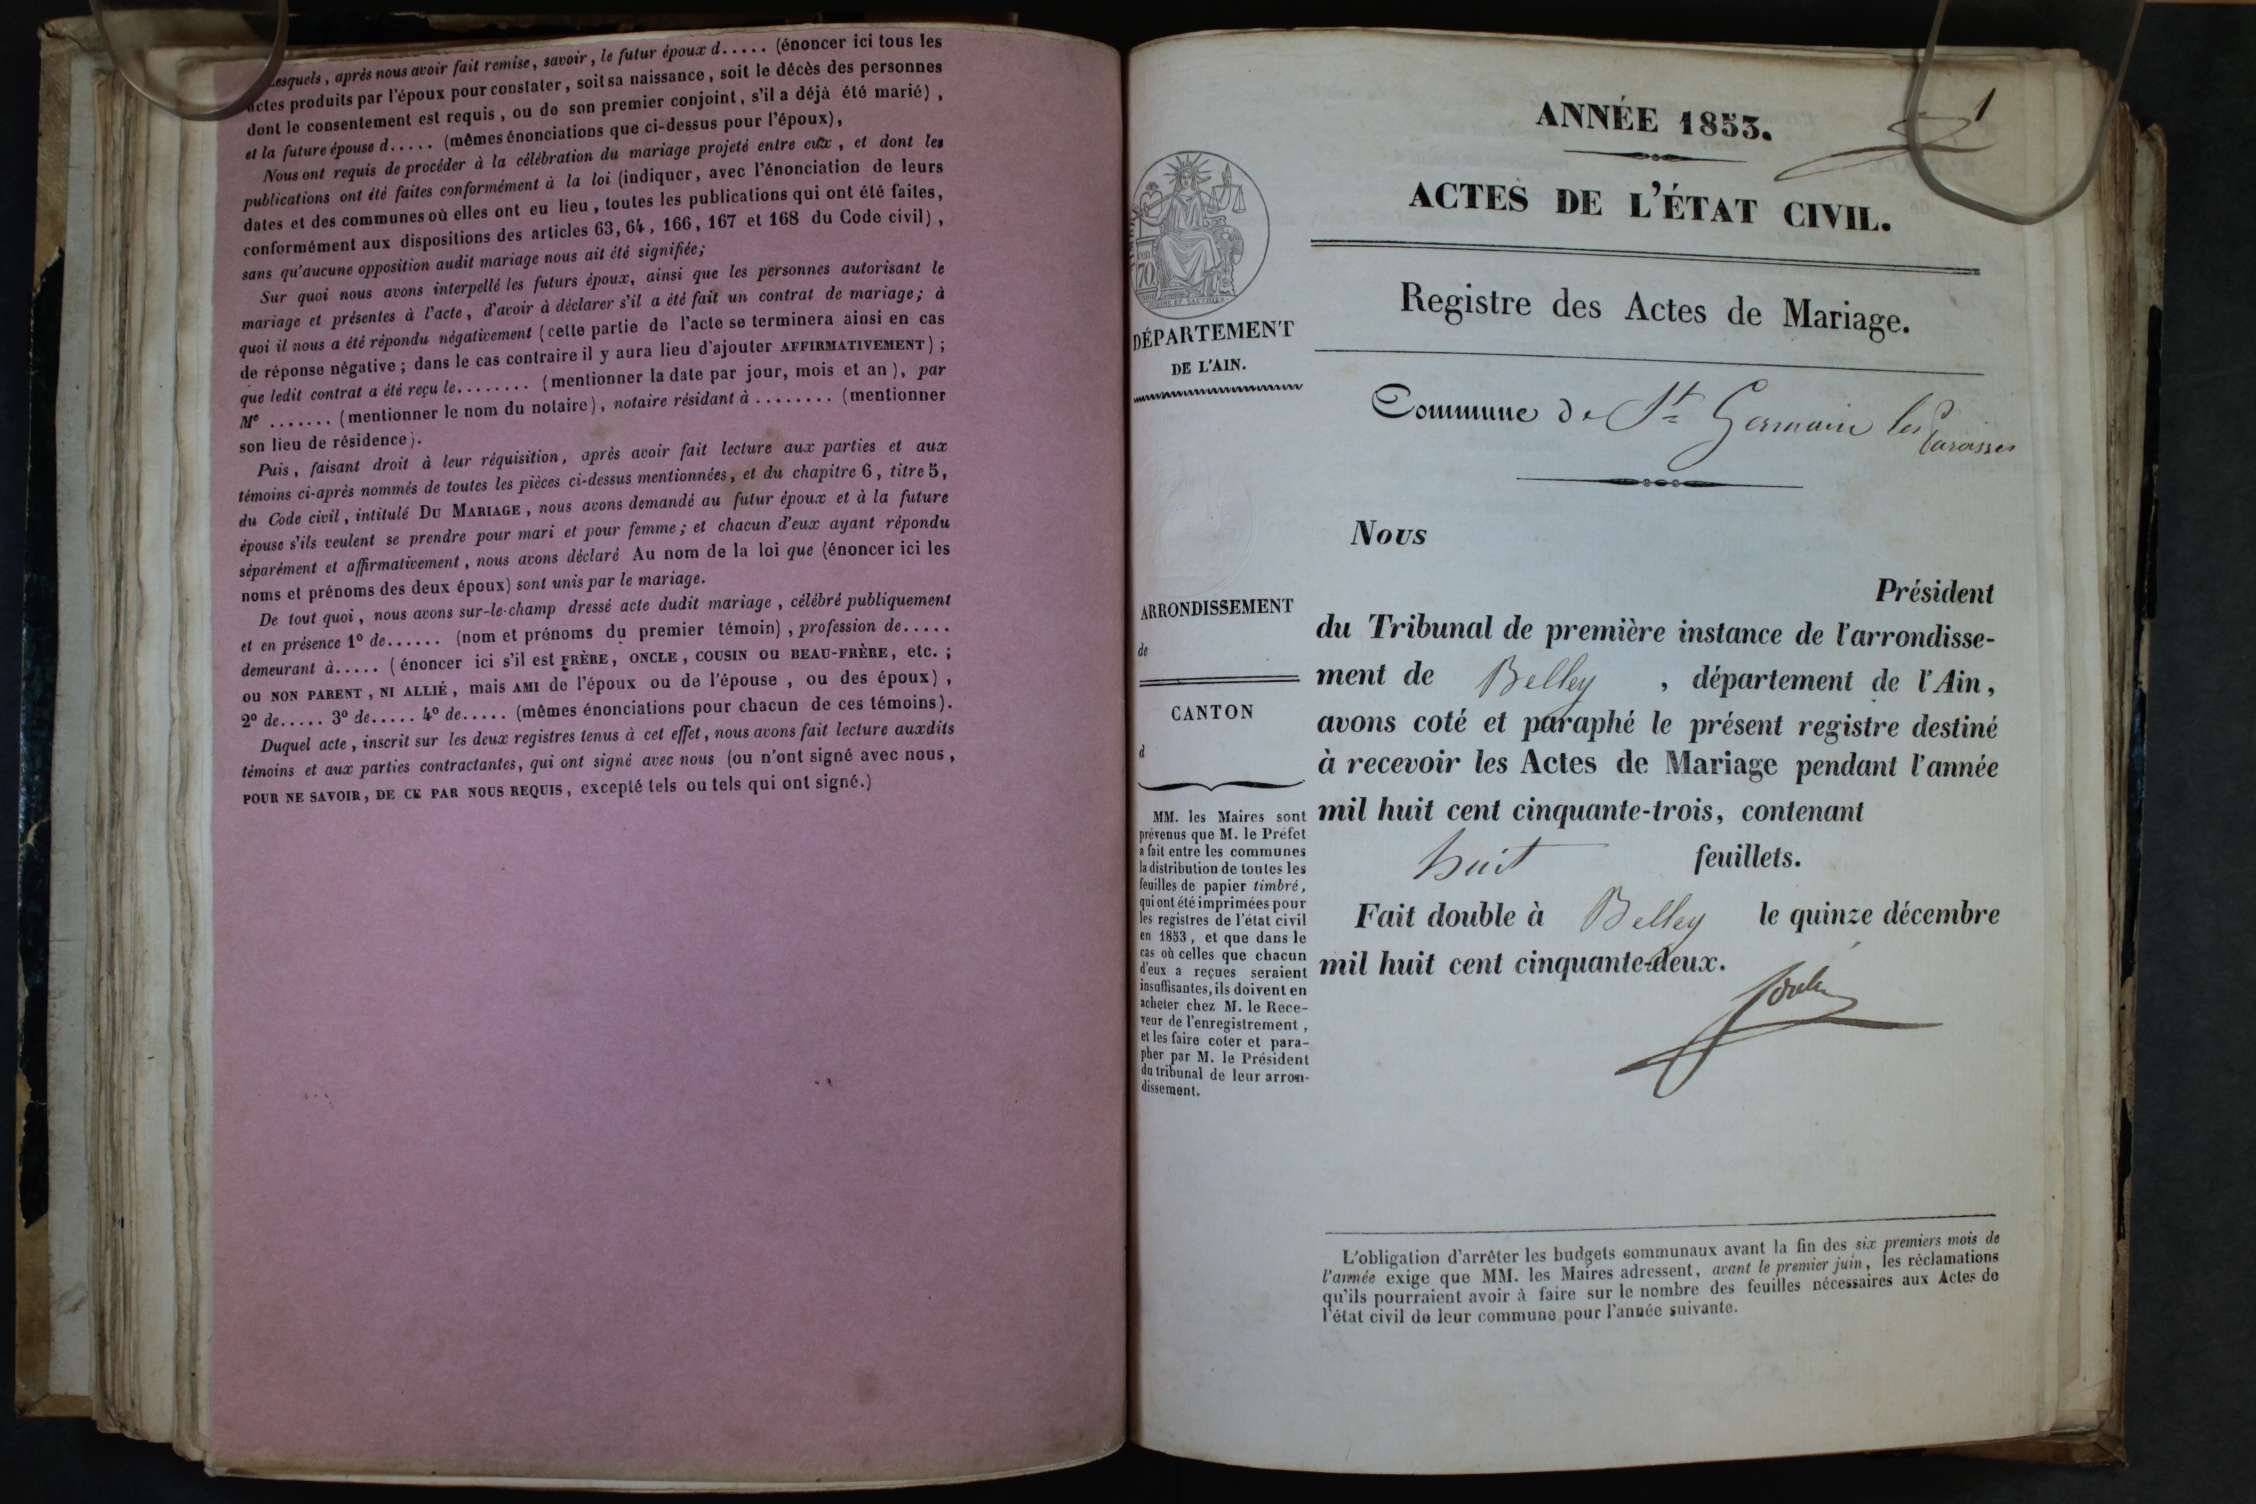 Lesquels, après nous avoir fait remise, savoir, le futur époux d..... (énoncer ici tous les
actes produits par l'époux pour constater, soit sa naissance, soit le décès des personnes
dont le consentement est requis, ou de son premier conjoint, s'il a déjà été marié),
et la future épouse d..... (mêmes énonciations que ci-dessus pour l'époux),
Nous ont requis de procéder à la célébration du mariage projeté entre eux, et dont les
publications ont été faites conformément à la loi (indiquer, avec l'énonciation de leurs
dates et des communes où elles ont eu lieu, toutes les publications qui ont été faites,
conformément aux dispositions des articles 63, 64, 166, 167 et 168 du Code civil),
sans qu'aucune opposition audit mariage nous ait été signifiée;
Sur quoi nous avons interpellé les futurs époux, ainsi que les personnes autorisant le
mariage et présentes à l'acte, d'avoir à déclarer s'il a été fait un contrat de mariage; à
quoi il nous a été répondu négativement (cette partie de l'acte se terminera ainsi en cas
de réponse négative; dans le cas contraire il y aura lieu d'ajouter AFFIRMATIVEMENT);
que ledit contrat a été reçu le........ (mentionner la date par jour, mois et an), par
Me ....... (mentionner le nom du notaire), notaire résidant à ........ (mentionner
son lieu de résidence).
Puis, faisant droit à leur réquisition, après avoir fait lecture aux parties et aux
témoins ci-après nommés de toutes les pièces ci-dessus mentionnées, et du chapitre 6, titre 5,
du Code civil, intitulé DU MARIAGE, nous avons demandé au futur époux et à la future
épouse s'ils veulent se prendre pour mari et pour femme; et chacun d'eux ayant répondu
séparément et affirmativement, nous avons déclaré Au nom de la loi que (énoncer ici les
noms et prénoms des deux époux) sont unis par le mariage.
De tout quoi, nous avons sur-le-champ dressé acte dudit mariage, célébré publiquement
et en présence 1º de...... (nom et prénoms du premier témoin), profession de.....
demeurant à..... (énoncer ici s'il est FRÈRE, ONCLE, COUSIN OU BEAU-FRÈRE, etc.;
OU NON PARENT, NI ALLIÉ, mais AMI de l'époux ou de l'épouse, ou des époux),
2º de..... 3º de..... 4º de..... (mêmes énonciations pour chacun de ces témoins).
Duquel acte, inscrit sur les deux registres tenus à cet effet, nous avons fait lecture auxdits
témoins et aux parties contractantes, qui ont signé avec nous (ou n'ont signé avec nous,
POUR NE SAVOIR, DE CE PAR NOUS REQUIS, excepté tels ou tels qui ont signé.)
1
ANNÉE 1853.
ACTES DE L'ÉTAT CIVIL.
Registre des Actes de Mariage.
Commune de St Germain les
Paroisses
70
DÉPARTEMENT
DE L'AIN.
ARRONDISSEMENT
de
CANTON
d
MM. les Maires sont
prévenus que M. le Préfet
a fait entre les communes
la distribution de toutes les
feuilles de papier timbré,
qui ont été imprimées pour
les registres de l'état civil
en 1853, et que dans le
cas où celles que chacun
d'eux a reçues seraient
insuffisantes, ils doivent en
acheter chez M. le Rece-
veur de l'enregistrement,
et les faire coter et para-
pher par M. le Président
du tribunal de leur arron-
dissement.
Nous
Président
du Tribunal de première instance de l'arrondisse-
ment de Belley, département de l'Ain,
avons coté et paraphé le présent registre destiné
à recevoir les Actes de Mariage pendant l'année
mil huit cent cinquante-trois, contenant
huit feuillets.
Fait double à Belley le quinze décembre
mil huit cent cinquante-deux.
L'obligation d'arrêter les budgets communaux avant la fin des six premiers mois de
l'année exige que MM. les Maires adressent, avant le premier juin, les réclamations
qu'ils pourraient avoir à faire sur le nombre des feuilles nécessaires aux Actes de
l'état civil de leur commune pour l'année suivante.